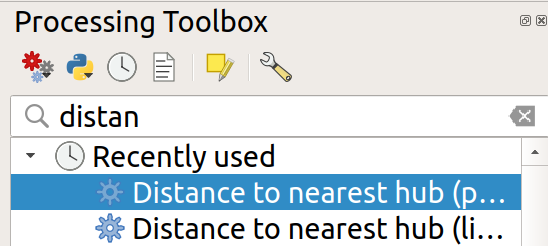 Processing Toolbox
distan
Recently used
Distance to nearest hub (p...
Distance to nearest hub (li...